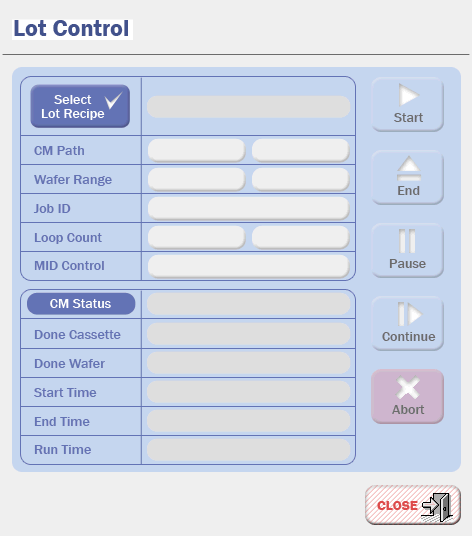 Lot Control
Select
Lot Recipe
CM Path
Wafer Range
Job ID
Loop Count
MID Control
CM Status
Done Cassette
Done Wafer
Start Time
End Time
Run Time
Start
End
Pause
Continue
Abort
CLOSE